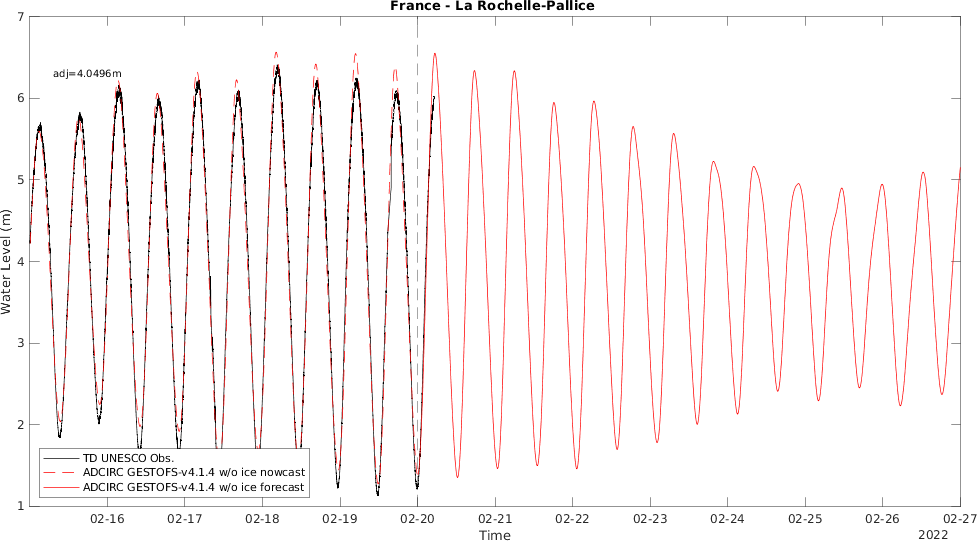 France - La Rochelle-Pallice
7
adj=4.0496m
6
5
4
3
2
1
Water Level (m)
TD UNESCO Obs.
ADCIRC GESTOFS-v4.1.4 w/o ice nowcast
ADCIRC GESTOFS-v4.1.4 w/o ice forecast
02-16 02-17 02-18 02-19 02-20 02-21 02-22 02-23 02-24 02-25 02-26 02-27
Time
2022